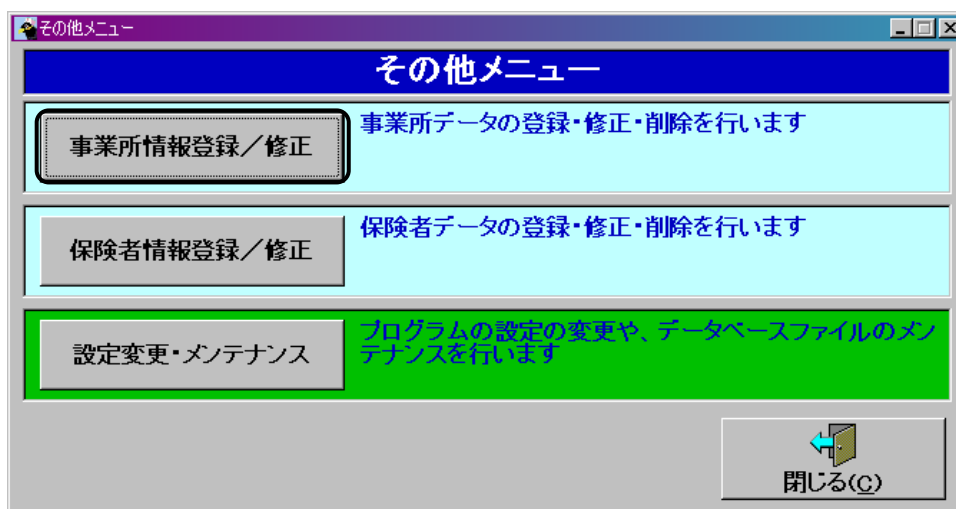 その他メニュー
その他メニュー
事業所情報登録／修正
事業所データの登録・修正・削除を行います
保険者情報登録／修正
保険者データの登録・修正・削除を行います
設定変更・メンテナンス
プログラムの設定の変更や、データベースファイルのメン
テナンスを行います
閉じる(C)